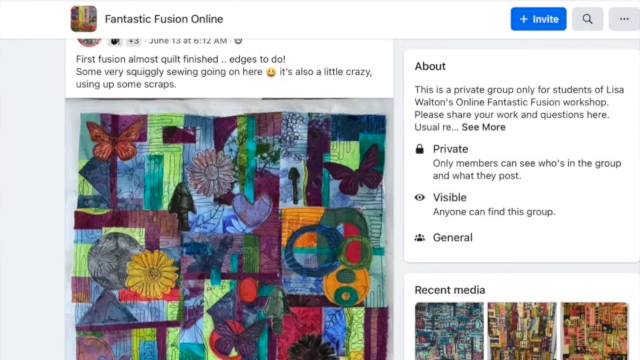 Fantastic Fusion Online
+ Invite
+3 · June 13 at 6:12 AM ·
First fusion almost quilt finished .. edges to do!
Some very squiggly sewing going on here 😀 it's also a little crazy,
using up some scraps.
About
This is a private group only for students of Lisa
Walton's Online Fantastic Fusion workshop.
Please share your work and questions here.
Usual re... See More
Private
Only members can see who's in the group
and what they post.
Visible
Anyone can find this group.
General
Recent media